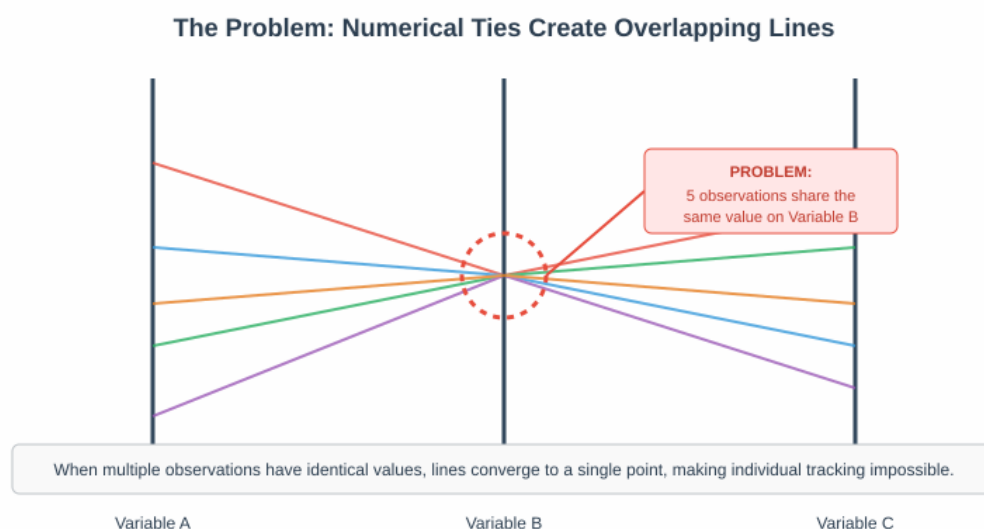 The Problem: Numerical Ties Create Overlapping Lines
PROBLEM:
5 observations share the
same value on Variable B
When multiple observations have identical values, lines converge to a single point, making individual tracking impossible.
Variable A
Variable B
Variable C